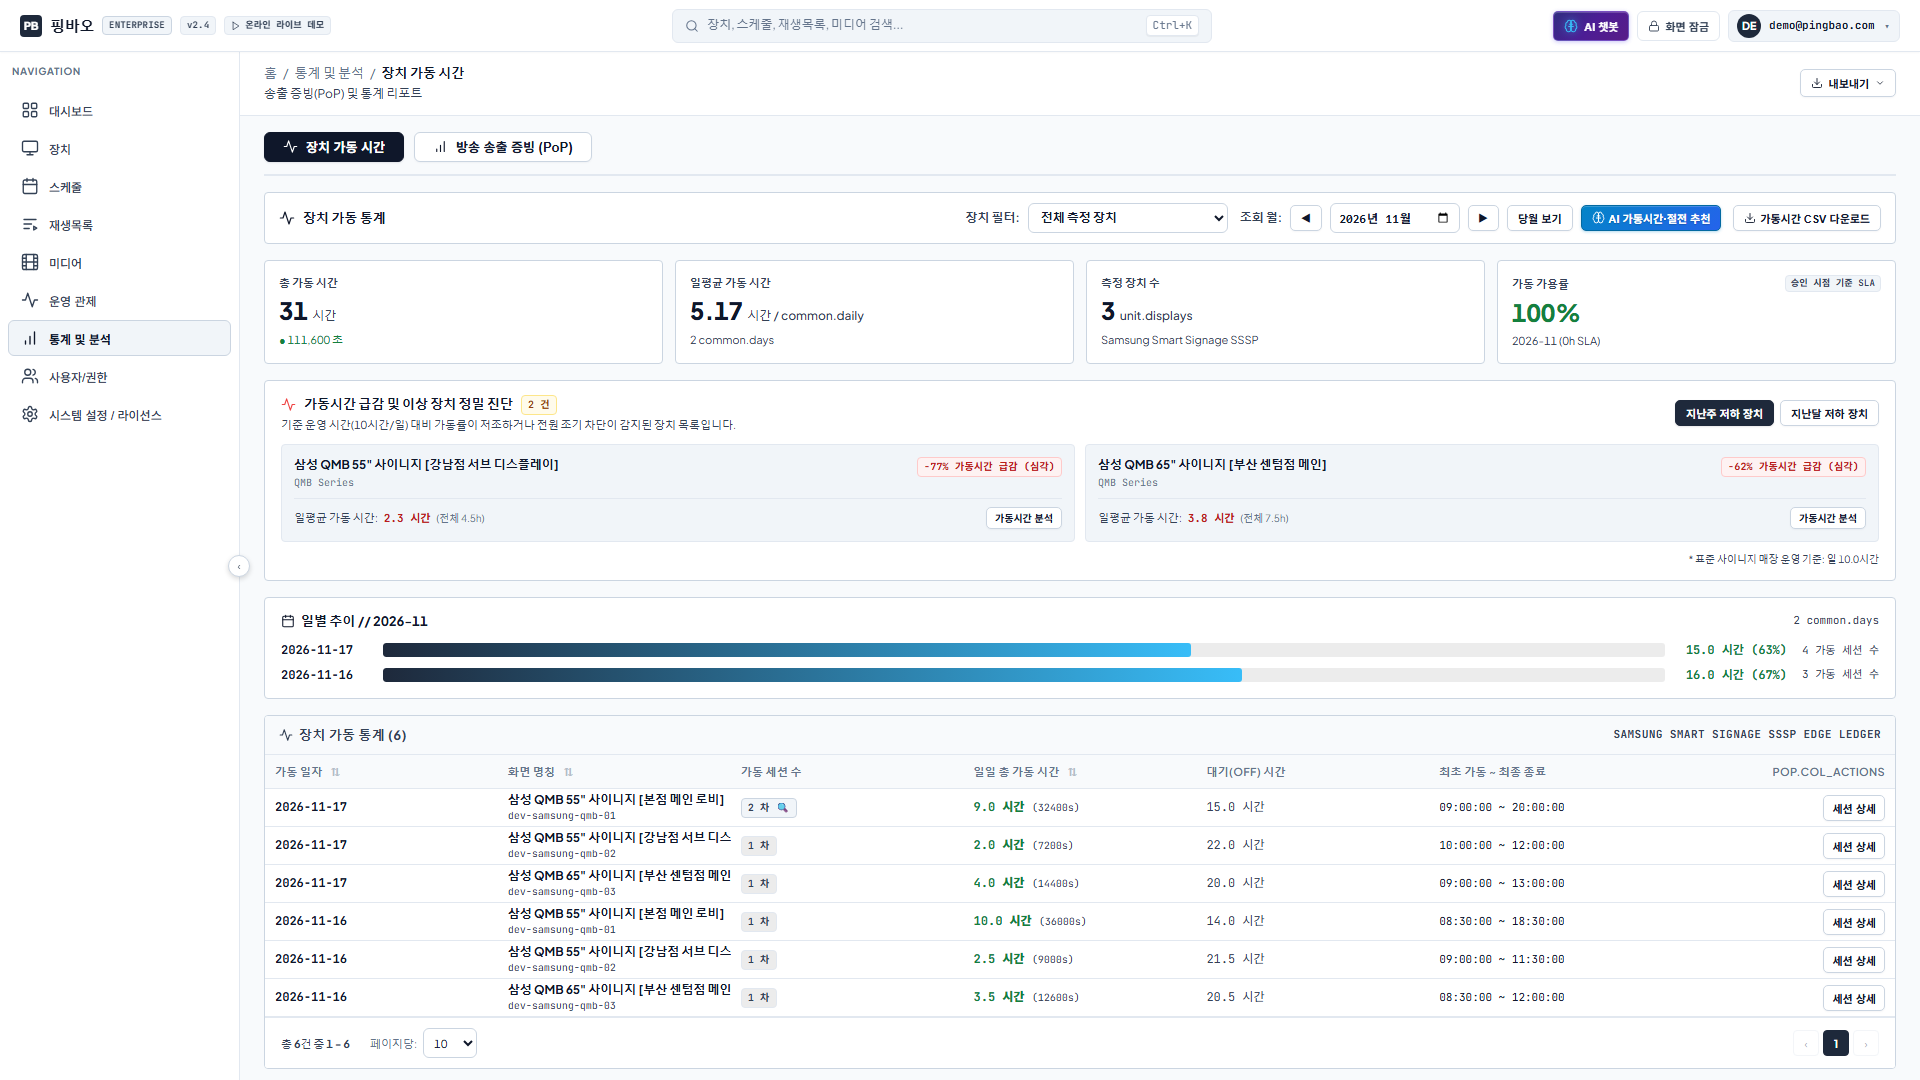 PB 핑바오 ENTERPRISE v2.4 온라인 라이브 데모
장치, 스케줄, 재생목록, 미디어 검색... Ctrl+K
AI 챗봇 화면 잠금 DE demo@pingbao.com
NAVIGATION
대시보드
장치
스케줄
재생목록
미디어
운영 관제
통계 및 분석
사용자/권한
시스템 설정 / 라이선스
홈 / 통계 및 분석 / 장치 가동 시간
송출 증빙(PoP) 및 통계 리포트
내보내기
장치 가동 시간 방송 송출 증빙 (PoP)
장치 가동 통계
장치 필터: 전체 측정 장치 조회 월: ◀ 2026년 11월 ▶ 당월 보기 AI 가동시간·절전 추천 가동시간 CSV 다운로드
총 가동 시간
31 시간
● 111,600 초
일평균 가동 시간
5.17 시간 / common.daily
2 common.days
측정 장치 수
3 unit.displays
Samsung Smart Signage SSSP
가동 가용률 승인 시점 기준 SLA
100%
2026-11 (0h SLA)
가동시간 급감 및 이상 장치 정밀 진단 2 건
기준 운영 시간(10시간/일) 대비 가동률이 저조하거나 전원 조기 차단이 감지된 장치 목록입니다.
지난주 저하 장치 지난달 저하 장치
삼성 QMB 55" 사이니지 [강남점 서브 디스플레이] -77% 가동시간 급감 (심각)
QMB Series
일평균 가동 시간: 2.3 시간 (전체 4.5h) 가동시간 분석
삼성 QMB 65" 사이니지 [부산 센텀점 메인] -62% 가동시간 급감 (심각)
QMB Series
일평균 가동 시간: 3.8 시간 (전체 7.5h) 가동시간 분석
* 표준 사이니지 매장 운영 기준: 일 10.0시간
일별 추이 // 2026-11 2 common.days
2026-11-17 15.0 시간 (63%) 4 가동 세션 수
2026-11-16 16.0 시간 (67%) 3 가동 세션 수
장치 가동 통계 (6) SAMSUNG SMART SIGNAGE SSSP EDGE LEDGER
가동 일자 ⇅ 화면 명칭 ⇅ 가동 세션 수 일일 총 가동 시간 ⇅ 대기(OFF) 시간 최초 가동 ~ 최종 종료 POP.COL_ACTIONS
2026-11-17 삼성 QMB 55" 사이니지 [본점 메인 로비] 2 차 🔍 9.0 시간 (32400s) 15.0 시간 09:00:00 ~ 20:00:00 세션 상세
dev-samsung-qmb-01
2026-11-17 삼성 QMB 55" 사이니지 [강남점 서브 디스 1 차 2.0 시간 (7200s) 22.0 시간 10:00:00 ~ 12:00:00 세션 상세
dev-samsung-qmb-02
2026-11-17 삼성 QMB 65" 사이니지 [부산 센텀점 메인 1 차 4.0 시간 (14400s) 20.0 시간 09:00:00 ~ 13:00:00 세션 상세
dev-samsung-qmb-03
2026-11-16 삼성 QMB 55" 사이니지 [본점 메인 로비] 1 차 10.0 시간 (36000s) 14.0 시간 08:30:00 ~ 18:30:00 세션 상세
dev-samsung-qmb-01
2026-11-16 삼성 QMB 55" 사이니지 [강남점 서브 디스 1 차 2.5 시간 (9000s) 21.5 시간 09:00:00 ~ 11:30:00 세션 상세
dev-samsung-qmb-02
2026-11-16 삼성 QMB 65" 사이니지 [부산 센텀점 메인 1 차 3.5 시간 (12600s) 20.5 시간 08:30:00 ~ 12:00:00 세션 상세
dev-samsung-qmb-03
총 6건 중 1 - 6 페이지당: 10 ‹ 1 ›